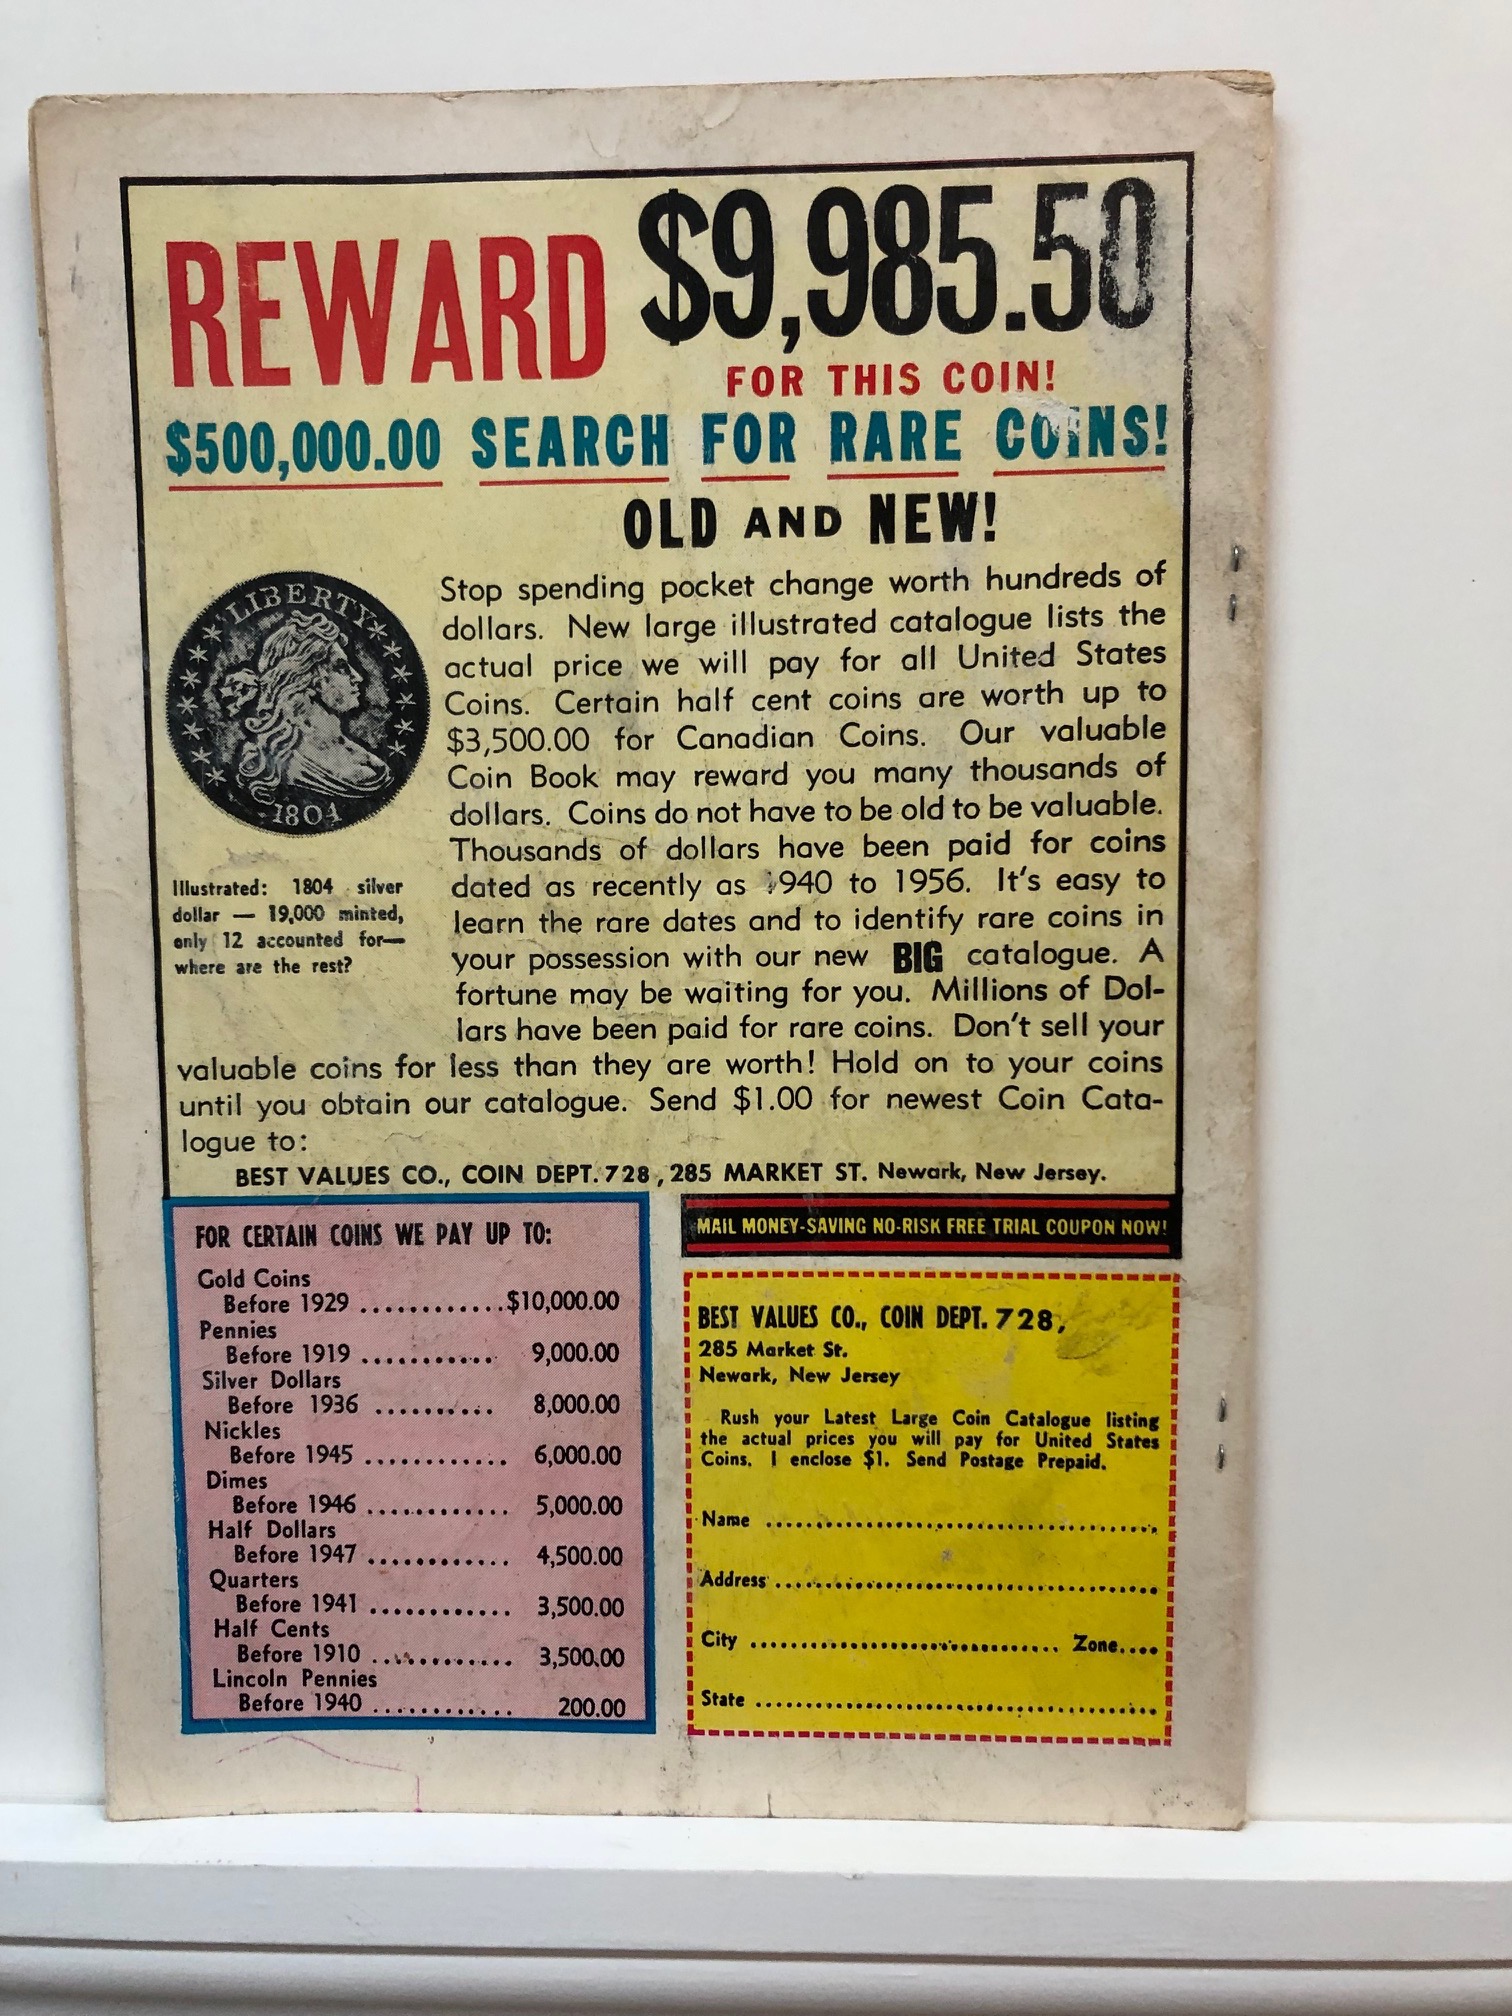 REWARD $9,985.50
FOR THIS COIN!
$500,000.00 SEARCH FOR RARE COINS!
OLD AND NEW!
LIBERTY
1804
Illustrated: 1804 silver
dollar — 19,000 minted,
only 12 accounted for—
where are the rest?
Stop spending pocket change worth hundreds of
dollars. New large illustrated catalogue lists the
actual price we will pay for all United States
Coins. Certain half cent coins are worth up to
$3,500.00 for Canadian Coins. Our valuable
Coin Book may reward you many thousands of
dollars. Coins do not have to be old to be valuable.
Thousands of dollars have been paid for coins
dated as recently as 1940 to 1956. It's easy to
learn the rare dates and to identify rare coins in
your possession with our new BIG catalogue. A
fortune may be waiting for you. Millions of Dol-
lars have been paid for rare coins. Don't sell your
valuable coins for less than they are worth! Hold on to your coins
until you obtain our catalogue. Send $1.00 for newest Coin Cata-
logue to:
BEST VALUES CO., COIN DEPT. 728, 285 MARKET ST. Newark, New Jersey.
FOR CERTAIN COINS WE PAY UP TO:
Gold Coins
Before 1929 ............$10,000.00
Pennies
Before 1919 ............ 9,000.00
Silver Dollars
Before 1936 .......... 8,000.00
Nickles
Before 1945 ............ 6,000.00
Dimes
Before 1946 ............ 5,000.00
Half Dollars
Before 1947 ............ 4,500.00
Quarters
Before 1941 ............ 3,500.00
Half Cents
Before 1910 ............ 3,500.00
Lincoln Pennies
Before 1940 ............ 200.00
MAIL MONEY-SAVING NO-RISK FREE TRIAL COUPON NOW!
BEST VALUES CO., COIN DEPT. 728,
285 Market St.
Newark, New Jersey
Rush your Latest Large Coin Catalogue listing
the actual prices you will pay for United States
Coins. I enclose $1. Send Postage Prepaid.
Name ........................................
Address ........................................
City ................................ Zone....
State ........................................